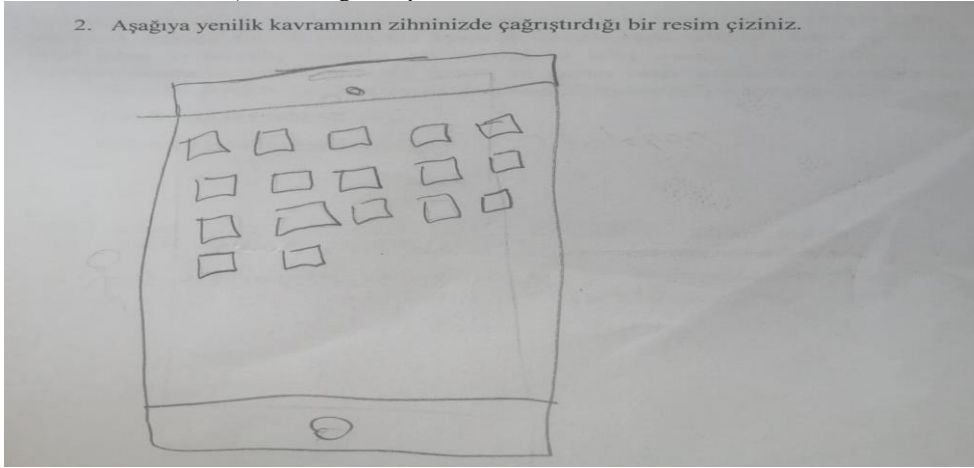 2. Aşağıya yenilik kavramının zihninizde çağrıştırdığı bir resim çiziniz.